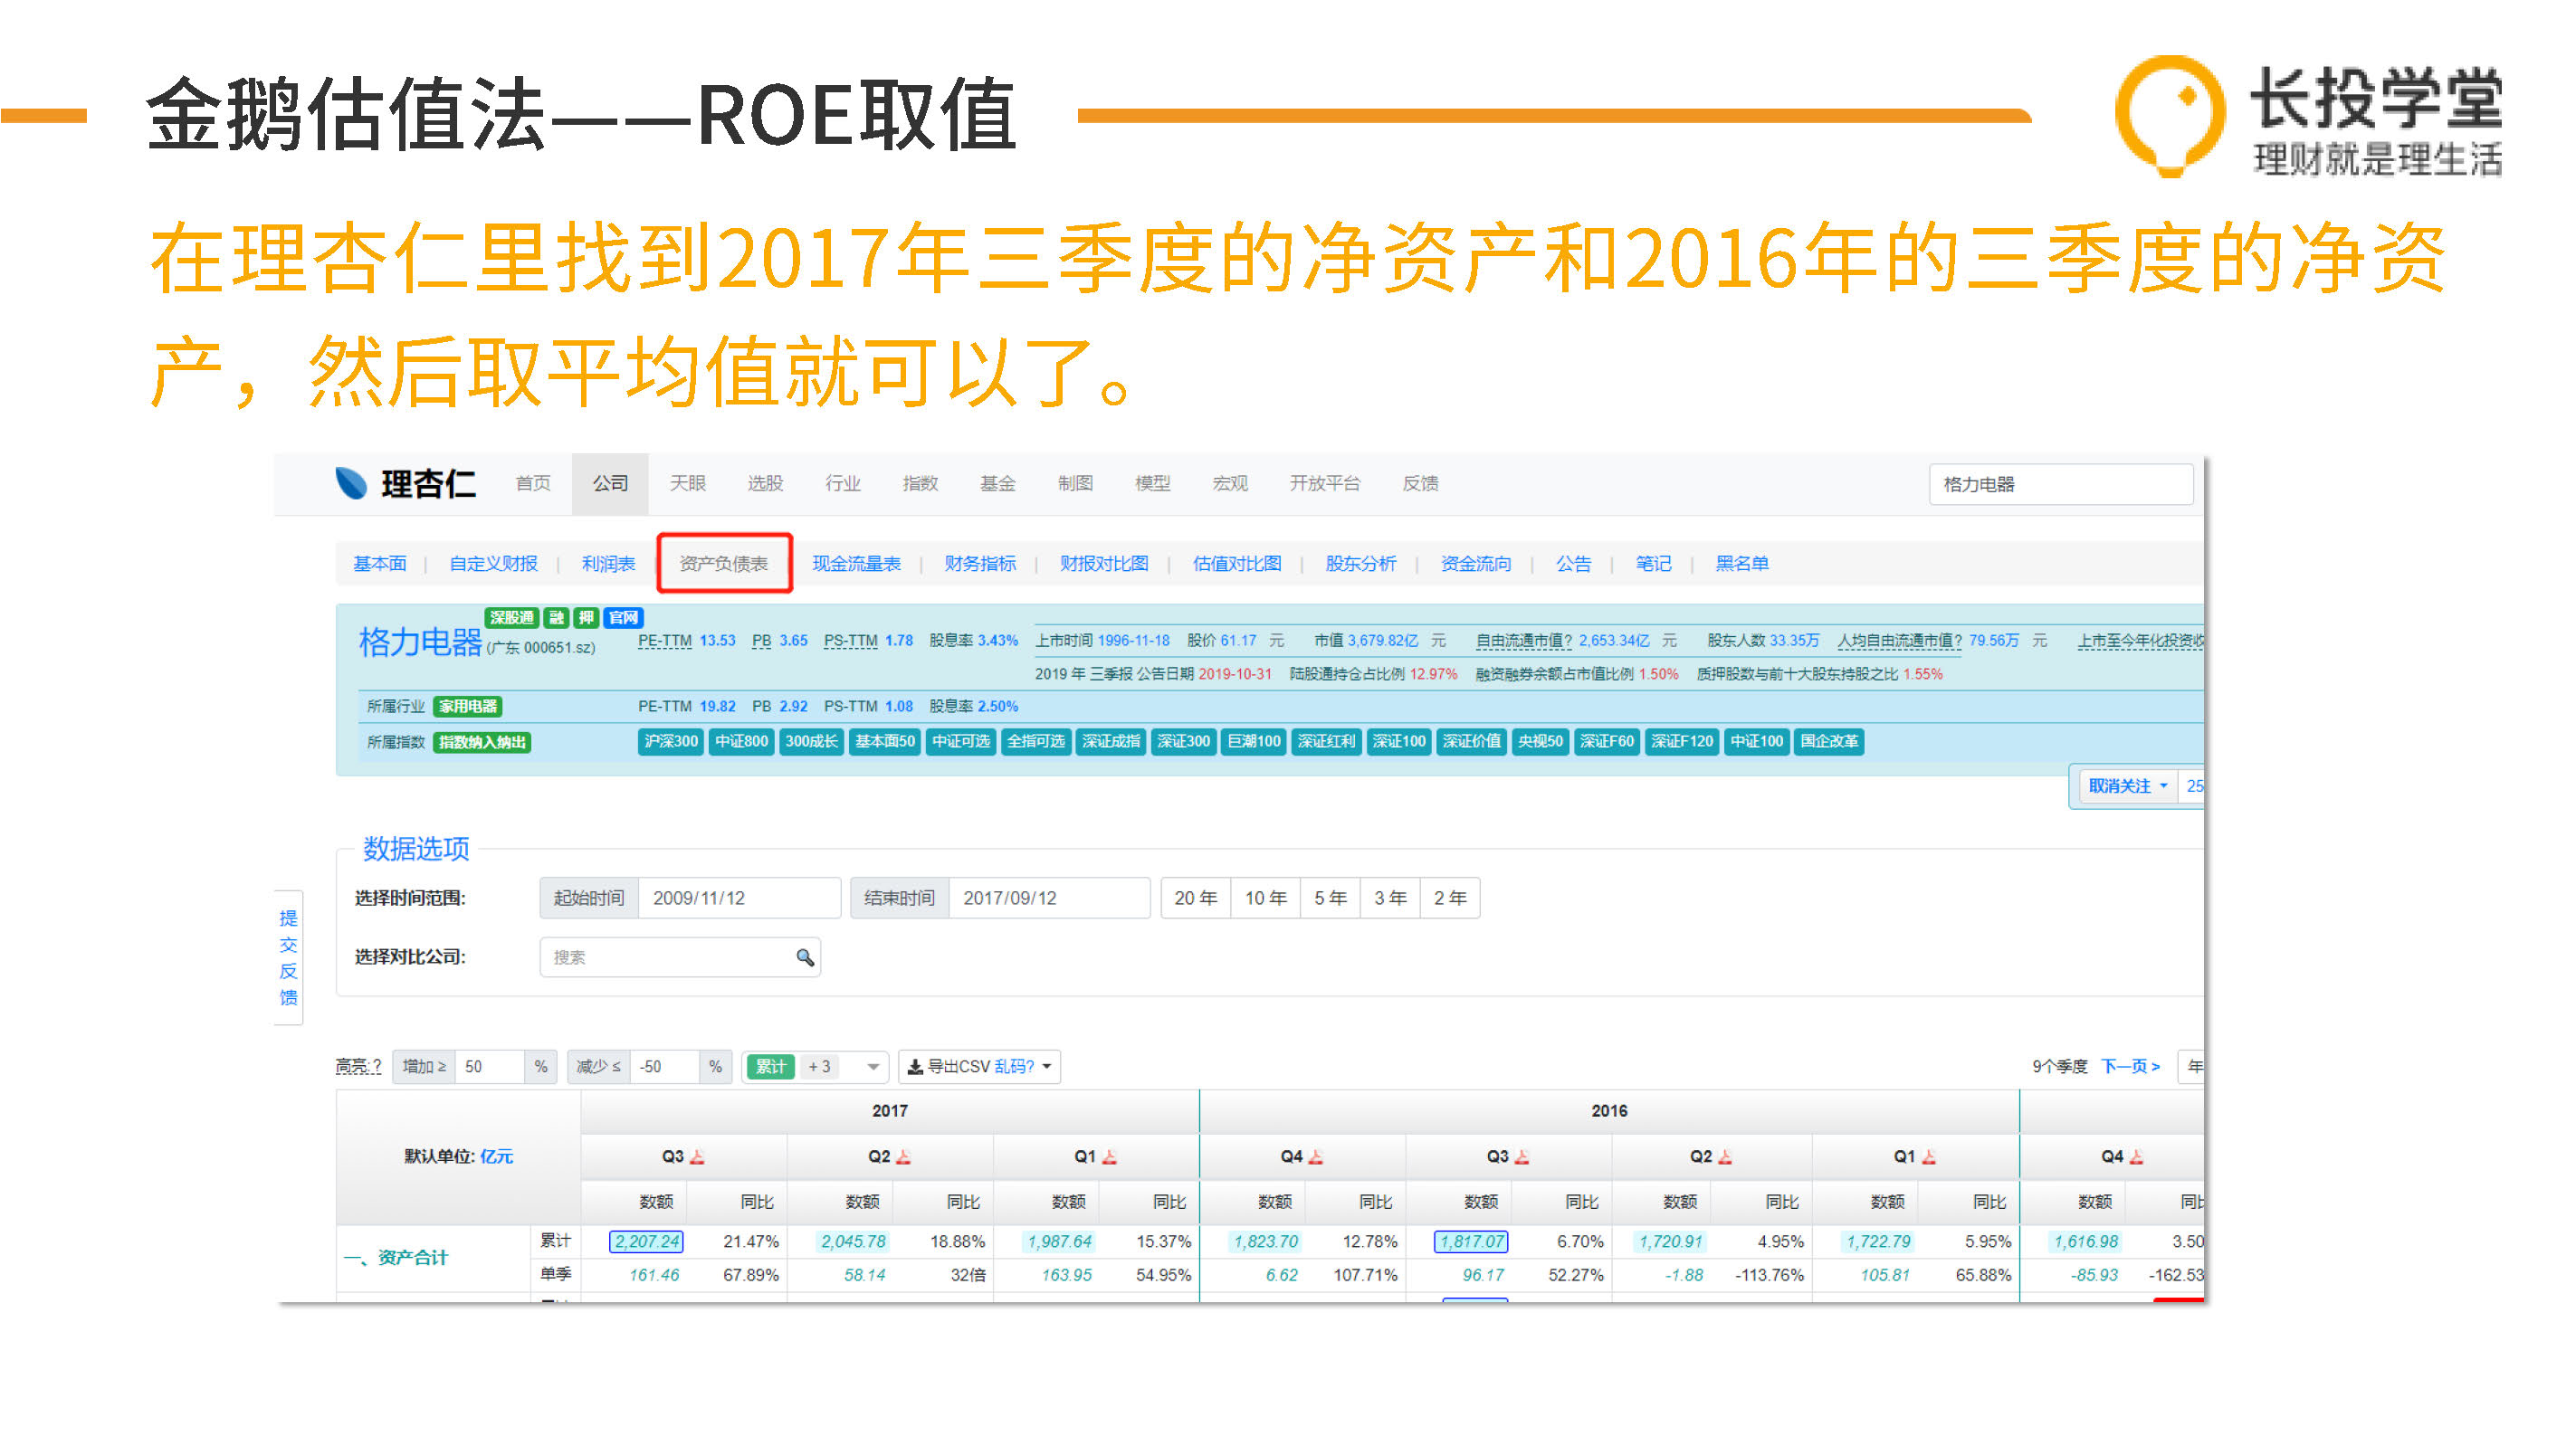 金鹅估值法——ROE取值
长投学堂
理财就是理生活
在理杏仁里找到2017年三季度的净资产和2016年的三季度的净资
产，然后取平均值就可以了。
理杏仁 首页 公司 天眼 选股 行业 指数 基金 制图 模型 宏观 开放平台 反馈 格力电器
基本面 | 自定义财报 | 利润表 | 资产负债表 | 现金流量表 | 财务指标 | 财报对比图 | 估值对比图 | 股东分析 | 资金流向 | 公告 | 笔记 | 黑名单
深股通 融 押 官网
格力电器 (广东 000651.sz) PE-TTM 13.53 PB 3.65 PS-TTM 1.78 股息率 3.43% 上市时间 1996-11-18 股价 61.17 元 市值 3,679.82亿 元 自由流通市值? 2,653.34亿 元 股东人数 33.35万 人均自由流通市值? 79.56万 元 上市至今年化投资收
2019 年 三季报 公告日期 2019-10-31 陆股通持仓占比例 12.97% 融资融券余额占市值比例 1.50% 质押股数与前十大股东持股之比 1.55%
所属行业 家用电器 PE-TTM 19.82 PB 2.92 PS-TTM 1.08 股息率 2.50%
所属指数 指数纳入纳出 沪深300 中证800 300成长 基本面50 中证可选 全指可选 深证成指 深证300 巨潮100 深证红利 深证100 深证价值 央视50 深证F60 深证F120 中证100 国企改革
取消关注 25
数据选项
选择时间范围: 起始时间 2009/11/12 结束时间 2017/09/12 20 年 10 年 5 年 3 年 2 年
选择对比公司: 搜索
提
交
反
馈
高亮:? 增加 ≥ 50 % 减少 ≤ -50 % 累计 + 3 导出CSV 乱码? 9个季度 下一页 > 年
2017 2016
默认单位: 亿元 Q3 Q2 Q1 Q4 Q3 Q2 Q1 Q4
数额 同比 数额 同比 数额 同比 数额 同比 数额 同比 数额 同比 数额 同比 数额 同比
一、资产合计
累计 2,207.24 21.47% 2,045.78 18.88% 1,987.64 15.37% 1,823.70 12.78% 1,817.07 6.70% 1,720.91 4.95% 1,722.79 5.95% 1,616.98 3.50
单季 161.46 67.89% 58.14 32倍 163.95 54.95% 6.62 107.71% 96.17 52.27% -1.88 -113.76% 105.81 65.88% -85.93 -162.53